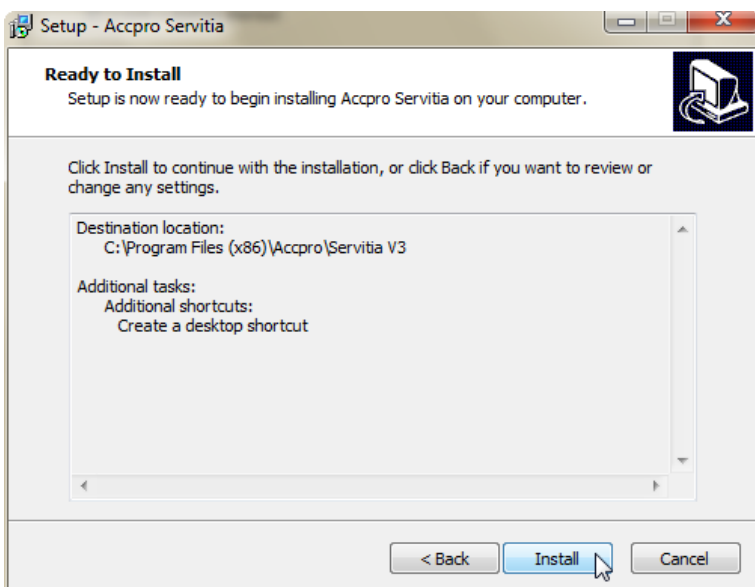 Setup - Accpro Servitia
Ready to Install
Setup is now ready to begin installing Accpro Servitia on your computer.
Click Install to continue with the installation, or click Back if you want to review or
change any settings.
Destination location:
C:\Program Files (x86)\Accpro\Servitia V3
Additional tasks:
Additional shortcuts:
Create a desktop shortcut
< Back
Install
Cancel